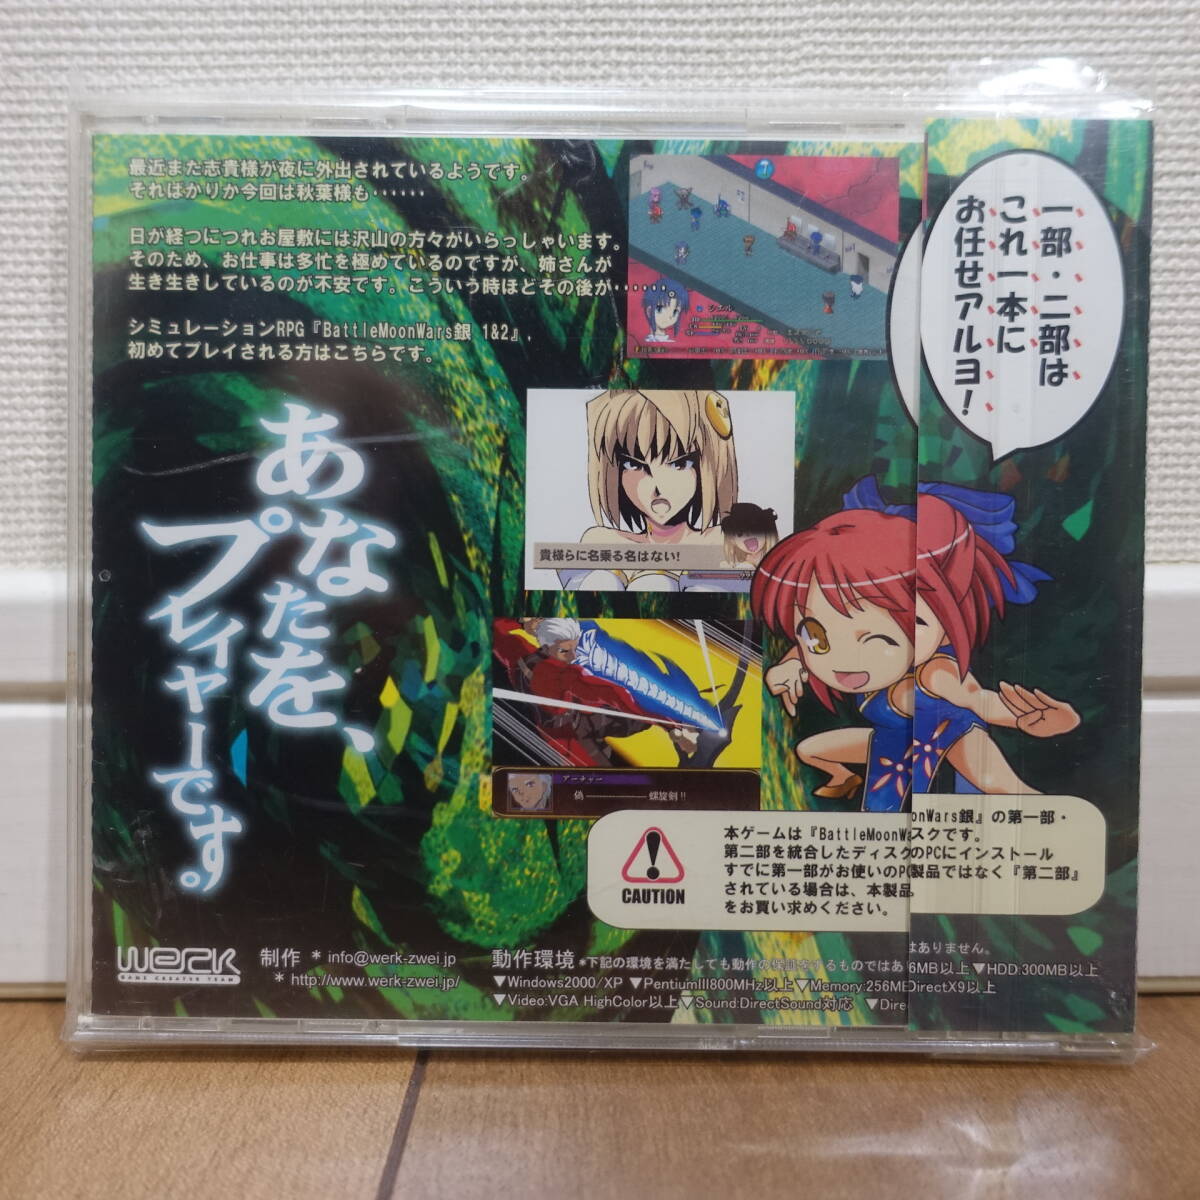 最近また志貴様が夜に外出されているようです。
そればかりか今回は秋葉様も‥‥‥
日が経つにつれお屋敷には沢山の方々がいらっしゃいます。
そのため、お仕事は多忙を極めているのですが、姉さんが
生き生きしているのが不安です。こういう時ほどその後が‥‥‥。
シミュレーションRPG『BattleMoonWars銀 1&2』,
初めてプレイされる方はこちらです。
あなたを、
プレイヤーです。
一部・二部は
これ一本に
お任せアルヨ!
シエル
貴様らに名乗る名はない!
アーチャー
偽――――螺旋剣!!
CAUTION
本ゲームは『BattleMoonWa
第二部を統合したディスク
すでに第一部がお使いのP
されている場合は、本製品
をお買い求めください。
onWars銀』の第一部・
スクです。
のPCにインストール
製品ではなく『第二部』
werk
GAME CREATER TEAM
制作 * info@werk-zwei.jp
* http://www.werk-zwei.jp/
動作環境 *下記の環境を満たしても動作の保証をするものではあ
▼Windows2000/XP ▼PentiumIII800MHz以上▼Memory:256ME
▼Video:VGA HighColor以上▼Sound:DirectSound対応 ▼Dire
はありません。
6MB以上▼HDD:300MB以上
DirectX9以上